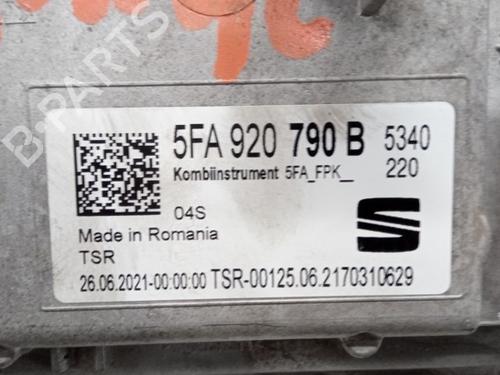 B-PARTS
5FA 920 790 B 5340
Kombiinstrument 5FA_FPK__ 220
04S
Made in Romania
TSR
26.06.2021-00:00:00 TSR-00125.06.2170310629